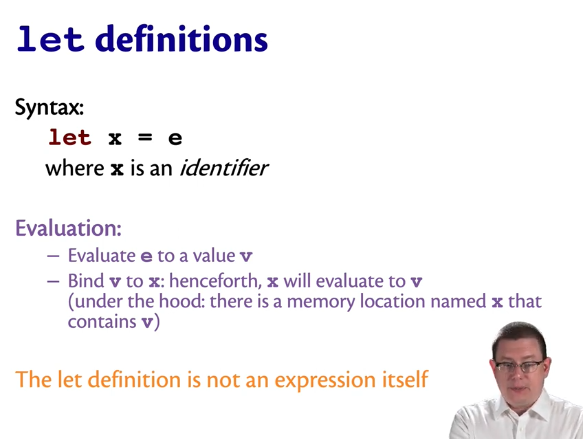 let definitions
Syntax:
let x = e
where x is an identifier
Evaluation:
– Evaluate e to a value v
– Bind v to x: henceforth, x will evaluate to v
(under the hood: there is a memory location named x that
contains v)
The let definition is not an expression itself